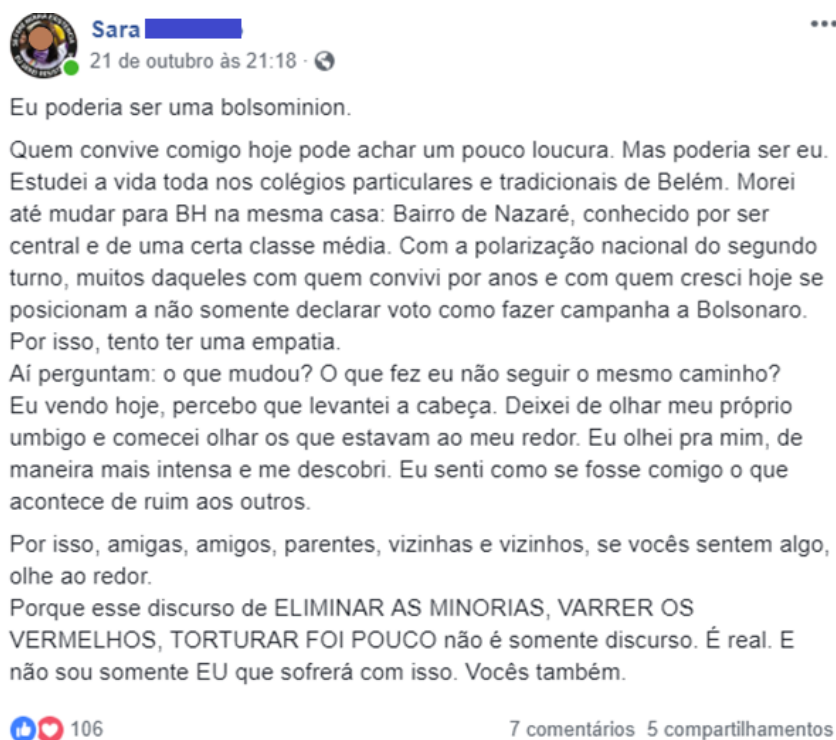 Sara
21 de outubro às 21:18
Eu poderia ser uma bolsominion.
Quem convive comigo hoje pode achar um pouco loucura. Mas poderia ser eu.
Estudei a vida toda nos colégios particulares e tradicionais de Belém. Morei
até mudar para BH na mesma casa: Bairro de Nazaré, conhecido por ser
central e de uma certa classe média. Com a polarização nacional do segundo
turno, muitos daqueles com quem convivi por anos e com quem cresci hoje se
posicionam a não somente declarar voto como fazer campanha a Bolsonaro.
Por isso, tento ter uma empatia.
Aí perguntam: o que mudou? O que fez eu não seguir o mesmo caminho?
Eu vendo hoje, percebo que levantei a cabeça. Deixei de olhar meu próprio
umbigo e comecei olhar os que estavam ao meu redor. Eu olhei pra mim, de
maneira mais intensa e me descobri. Eu senti como se fosse comigo o que
acontece de ruim aos outros.
Por isso, amigas, amigos, parentes, vizinhas e vizinhos, se vocês sentem algo,
olhe ao redor.
Porque esse discurso de ELIMINAR AS MINORIAS, VARRER OS
VERMELHOS, TORTURAR FOI POUCO não é somente discurso. É real. E
não sou somente EU que sofrerá com isso. Vocês também.
106
7 comentários 5 compartilhamentos